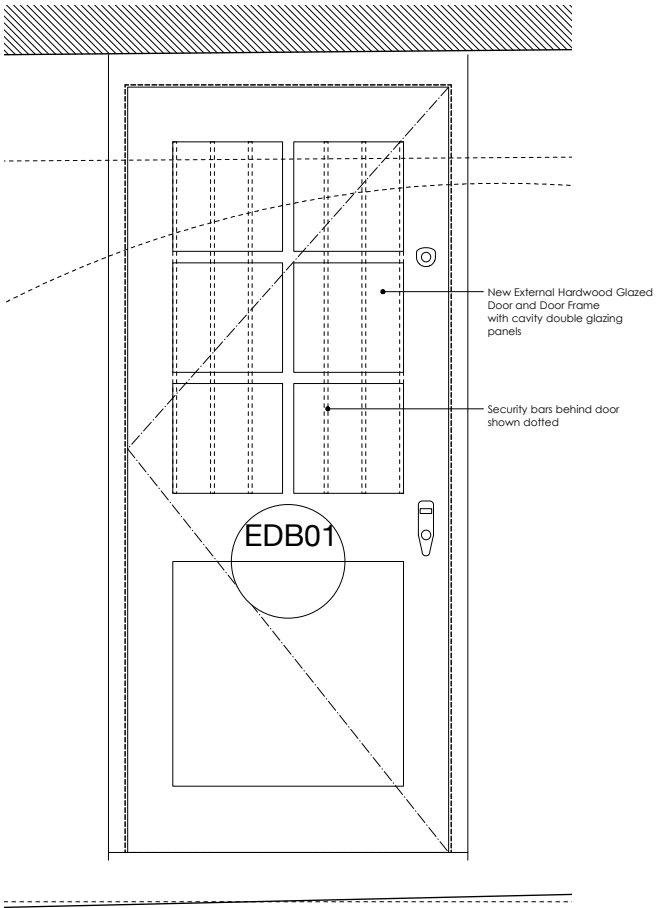 New External Hardwood Glazed
Door and Door Frame
with cavity double glazing
panels
Security bars behind door
shown dotted
EDB01